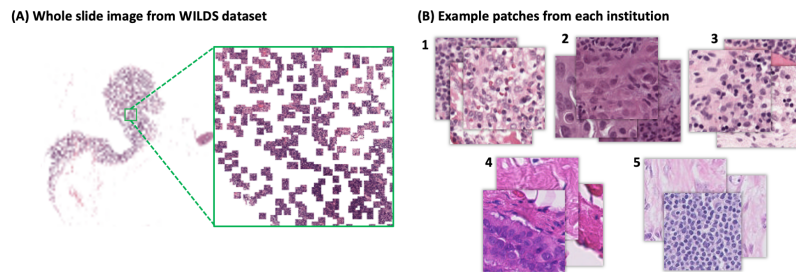 (A) Whole slide image from WILDS dataset
(B) Example patches from each institution
1
2
3
4
5